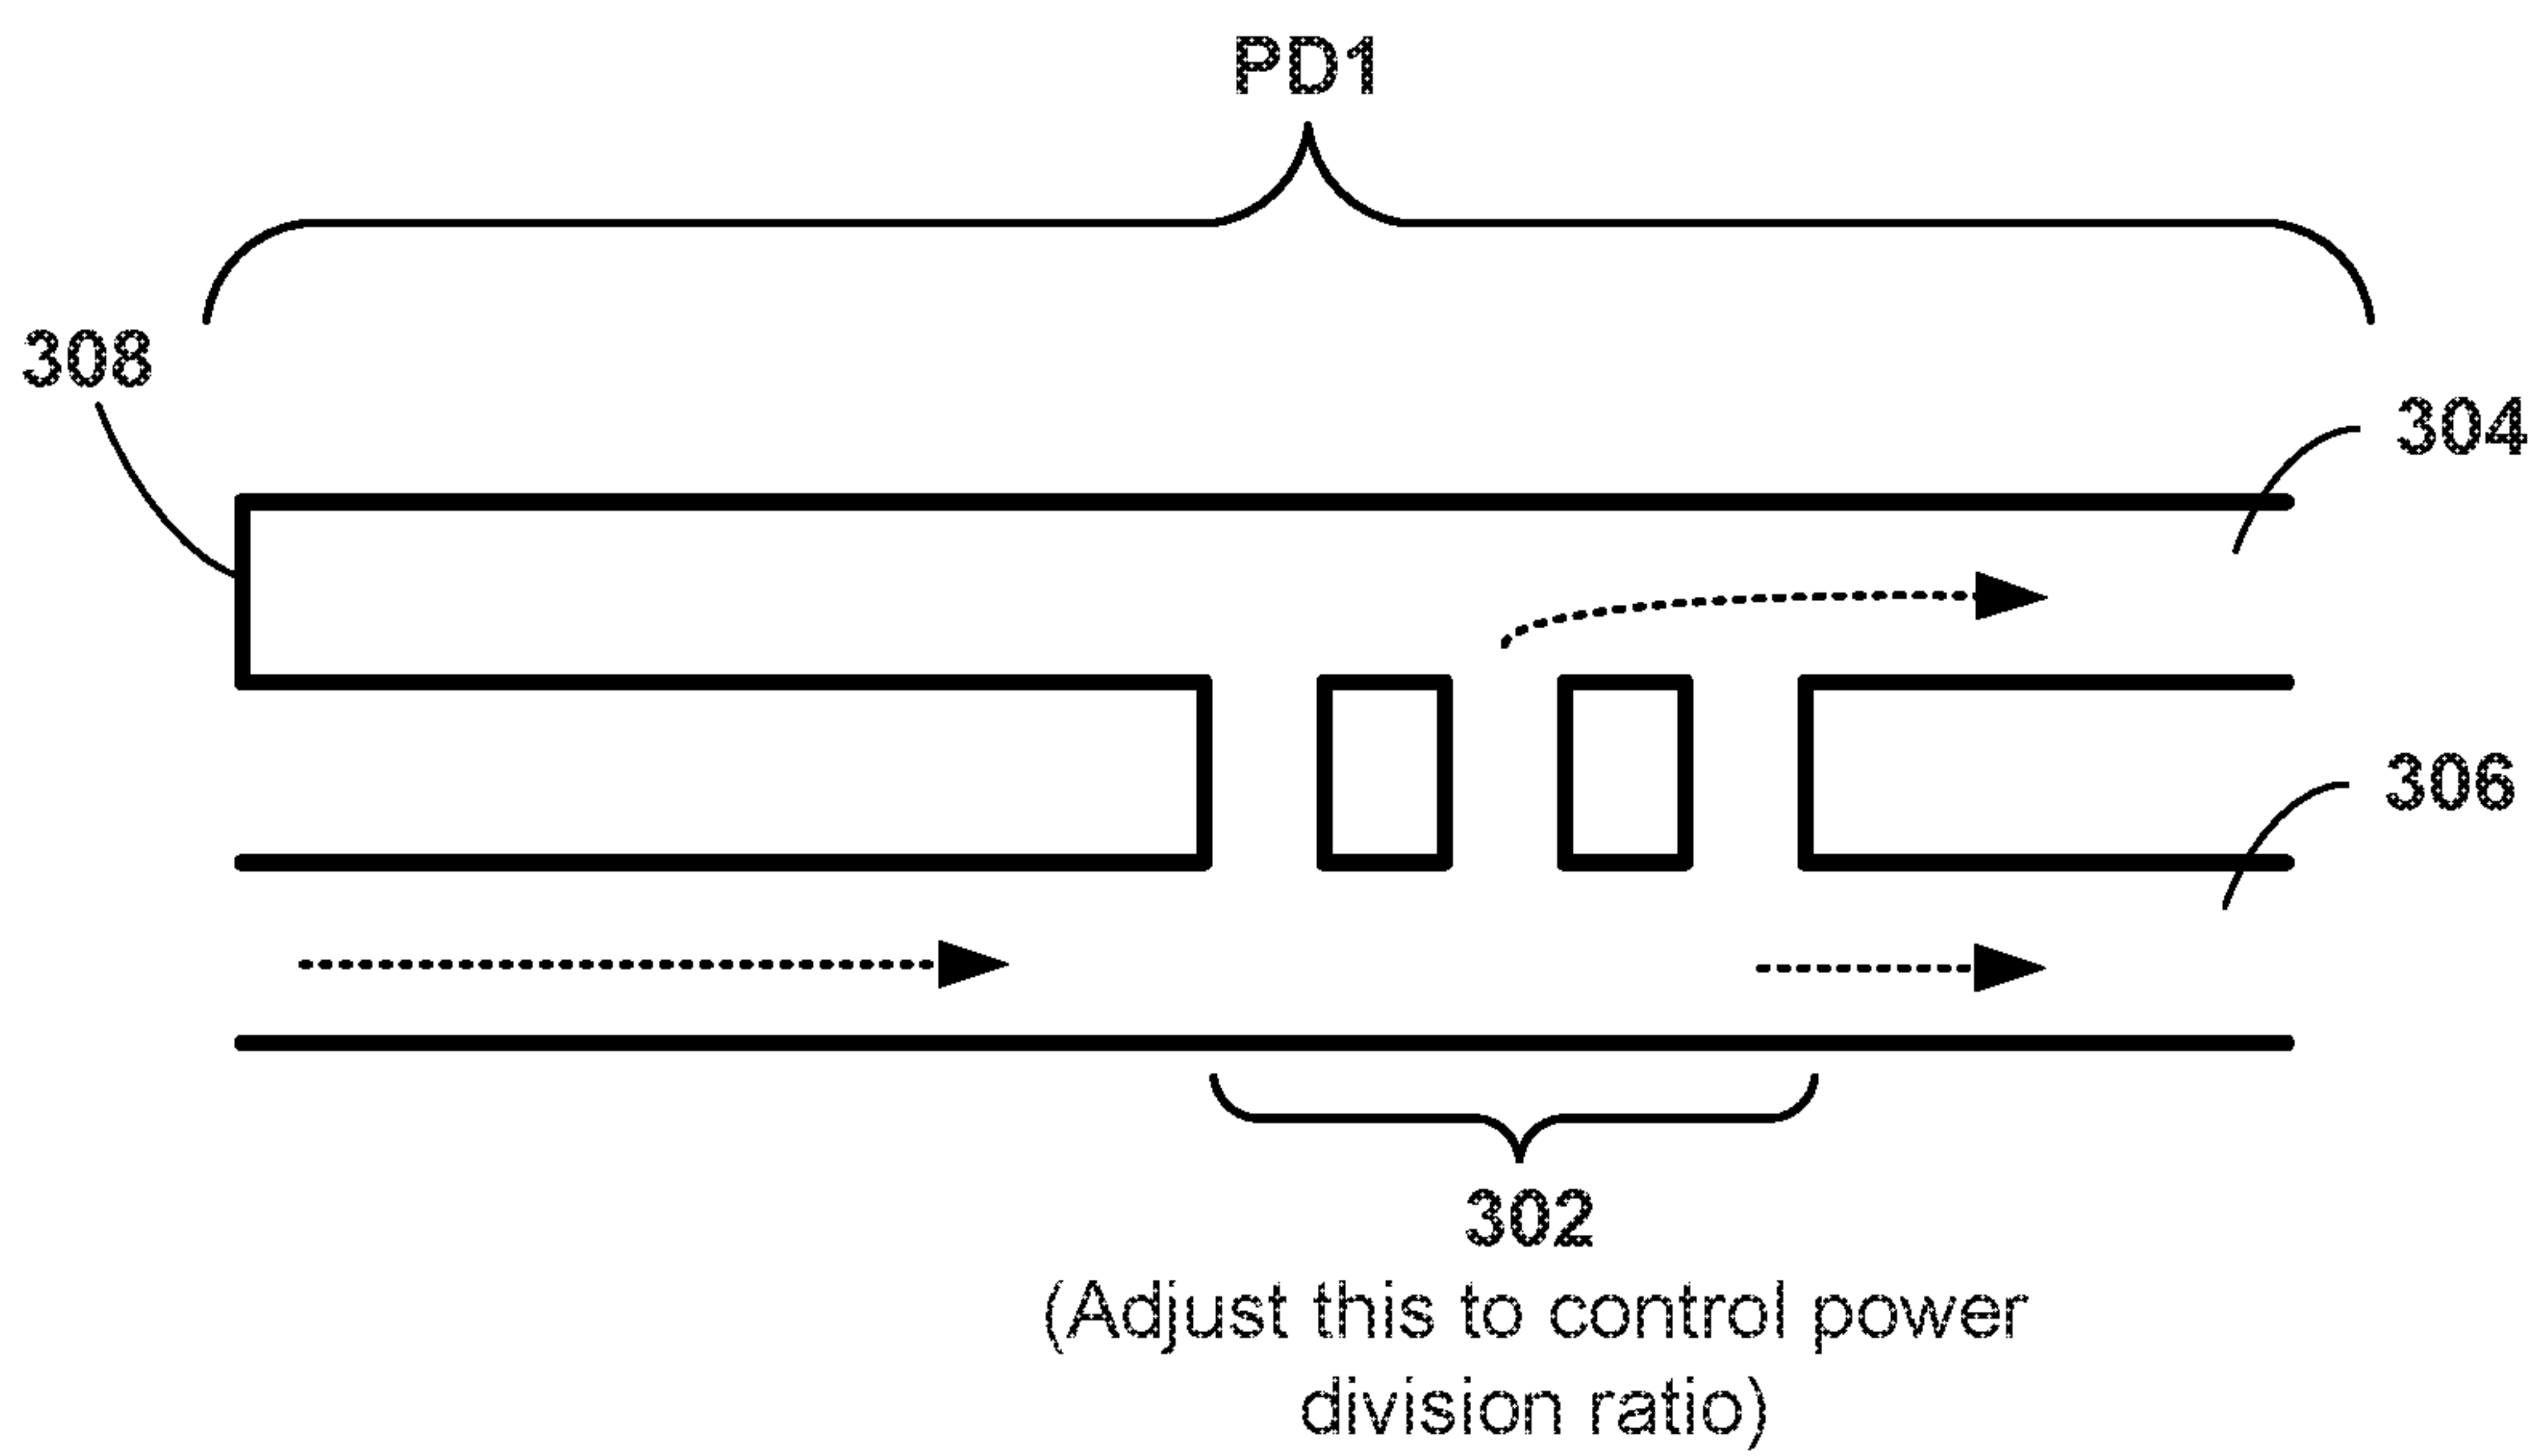 PD1
308
304
306
302
(Adjust this to control power
division ratio)